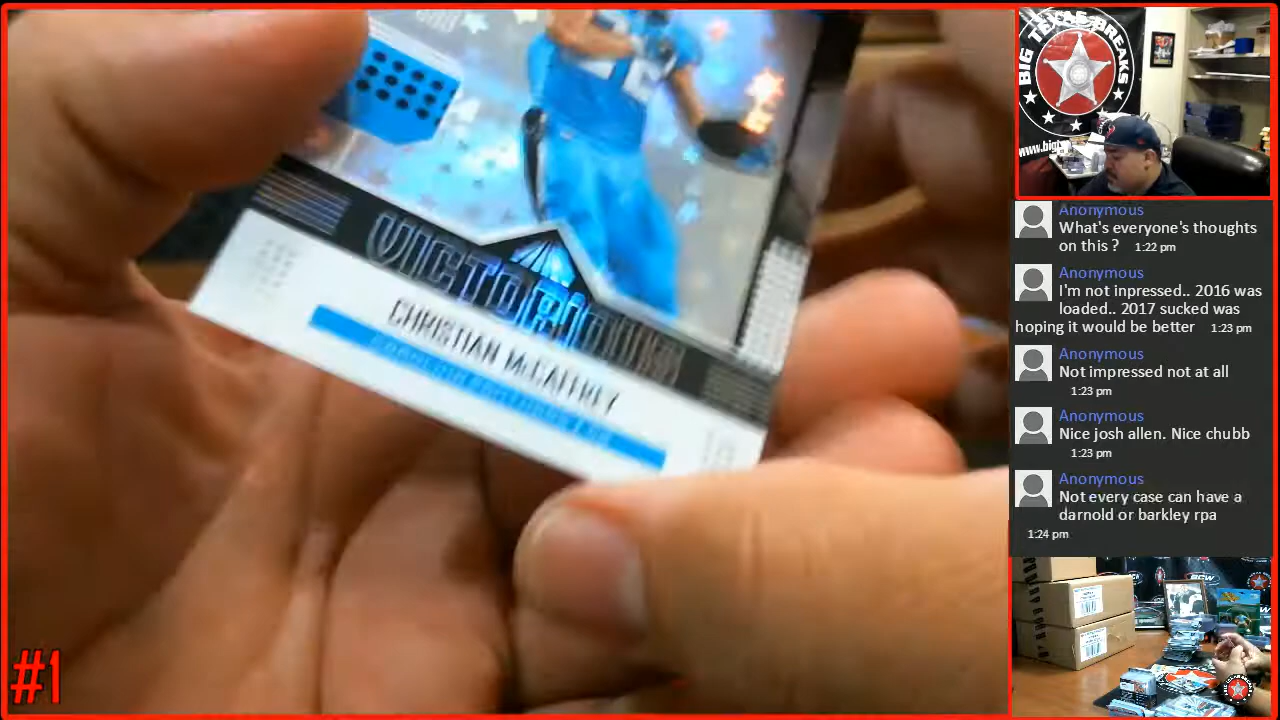 VICTORIOUS
CHRISTIAN McCAFFREY
#1
BIG TEXAS BREAKS
Anonymous
What's everyone's thoughts
on this ? 1:22 pm
Anonymous
I'm not inpressed.. 2016 was
loaded.. 2017 sucked was
hoping it would be better 1:23 pm
Anonymous
Not impressed not at all
1:23 pm
Anonymous
Nice josh allen. Nice chubb
1:23 pm
Anonymous
Not every case can have a
darnold or barkley rpa
1:24 pm